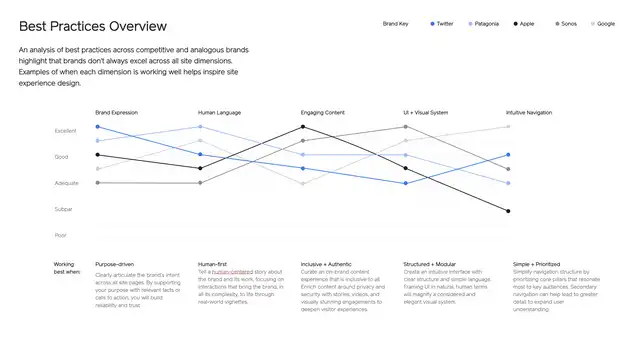 Best Practices Overview
Brand Key Twitter Patagonia Apple Sonos Google
An analysis of best practices across competitive and analogous brands
highlight that brands don't always excel across all site dimensions.
Examples of when each dimension is working well helps inspire site
experience design.
Brand Expression Human Language Engaging Content UI + Visual System Intuitive Navigation
Excellent
Good
Adequate
Subpar
Poor
Working
best when:
Purpose-driven
Clearly articulate the brand's intent
across all site pages. By supporting
your purpose with relevant facts or
calls to action, you will build
reliability and trust.
Human-first
Tell a human-centered story about
the brand and its work, focusing on
interactions that bring the brand, in
all its complexity, to life through
real-world vignettes.
Inclusive + Authentic
Curate an on-brand content
experience that is inclusive to all.
Enrich content around privacy and
security with stories, videos, and
visually stunning engagements to
deepen visitor experiences.
Structured + Modular
Create an intuitive interface with
clear structure and simple language.
Framing UI in natural, human terms
will magnify a considered and
elegant visual system.
Simple + Prioritized
Simplify navigation structure by
prioritizing core pillars that resonate
most to key audiences. Secondary
navigation can help lead to greater
detail to expand user
understanding.